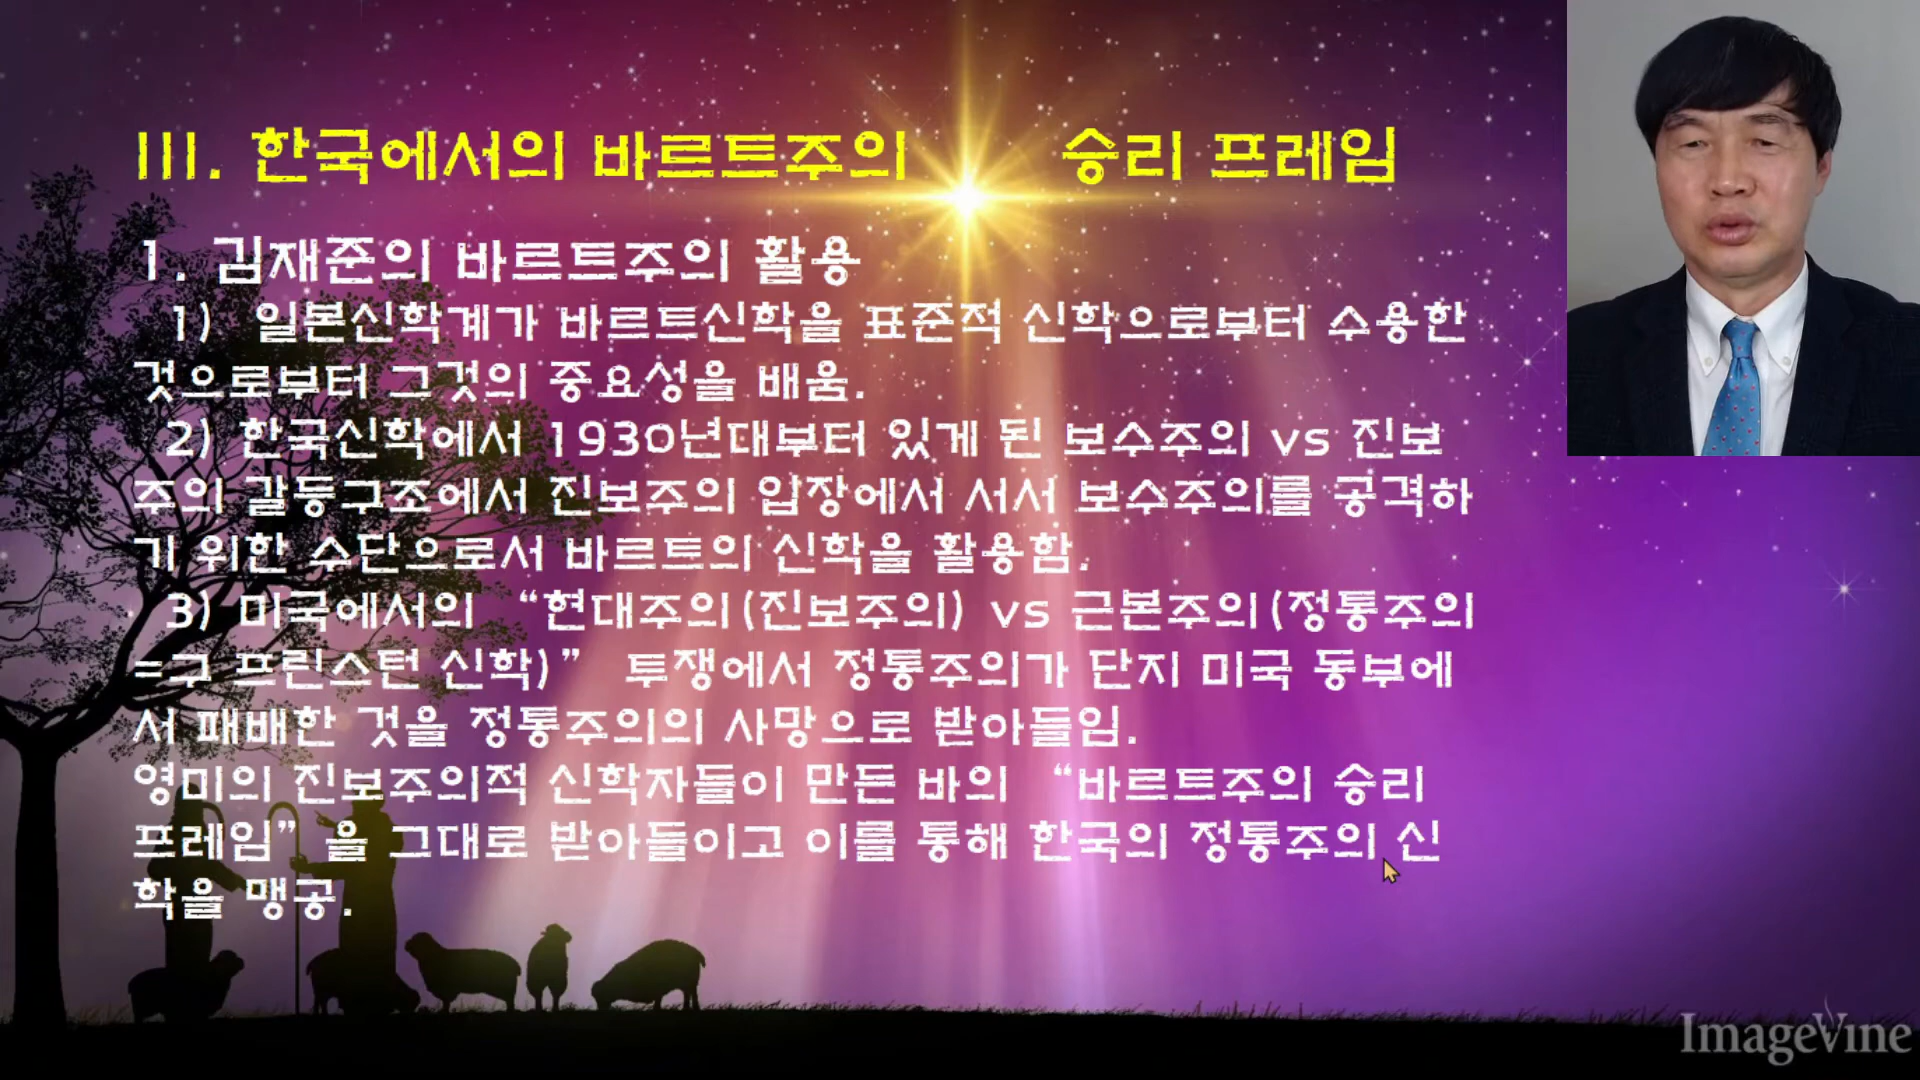 III. 한국에서의 바르트주의 승리 프레임
1. 김재준의 바르트주의 활용
1) 일본신학계가 바르트신학을 표준적 신학으로부터 수용한
것으로부터 그것의 중요성을 배움.
2) 한국신학에서 1930년대부터 있게 된 보수주의 vs 진보
주의 갈등구조에서 진보주의 입장에서 서서 보수주의를 공격하
기 위한 수단으로서 바르트의 신학을 활용함.
3) 미국에서의 “현대주의(진보주의) vs 근본주의(정통주의
=구 프린스턴 신학)” 투쟁에서 정통주의가 단지 미국 동부에
서 패배한 것을 정통주의의 사망으로 받아들임.
영미의 진보주의적 신학자들이 만든 바의 “바르트주의 승리
프레임”을 그대로 받아들이고 이를 통해 한국의 정통주의 신
학을 맹공.
ImageVine